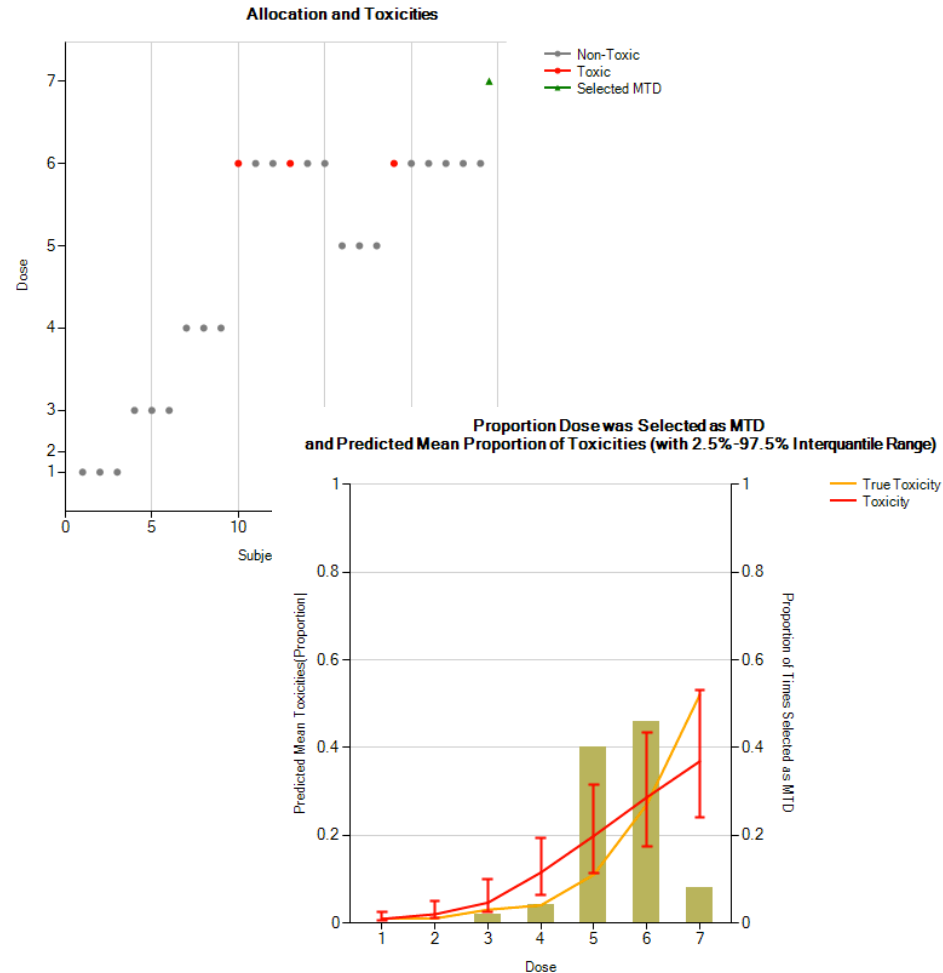 Allocation and Toxicities
Non-Toxic
Toxic
Selected MTD
7
6
5
4
3
2
1
Dose
0 5 10
Subje
Proportion Dose was Selected as MTD
and Predicted Mean Proportion of Toxicities (with 2.5%-97.5% Interquantile Range)
True Toxicity
Toxicity
1 1
0.8 0.8
0.6 0.6
0.4 0.4
0.2 0.2
0 0
Predicted Mean Toxicities(Proportion)
Proportion of Times Selected as MTD
1 2 3 4 5 6 7
Dose